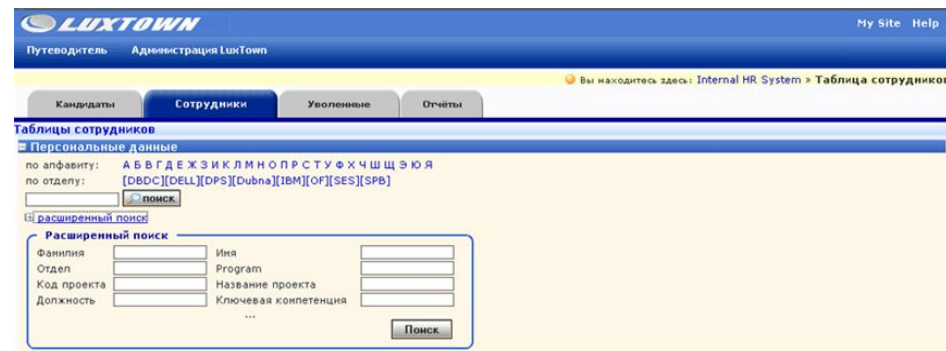 LUXTOWN
My Site Help
Путеводитель Администрация LuxTown
Вы находитесь здесь: Internal HR System » Таблица сотрудников
Кандидаты Сотрудники Уволенные Отчёты
Таблицы сотрудников
Персональные данные
по алфавиту: А Б В Г Д Е Ж З И К Л М Н О П Р С Т У Ф Х Ч Ш Щ Э Ю Я
по отделу: [DBDC][DELL][DPS][Dubna][IBM][OF][SES][SPB]
поиск
расширенный поиск
Расширенный поиск
Фамилия Имя
Отдел Program
Код проекта Название проекта
Должность Ключевая компетенция
...
Поиск